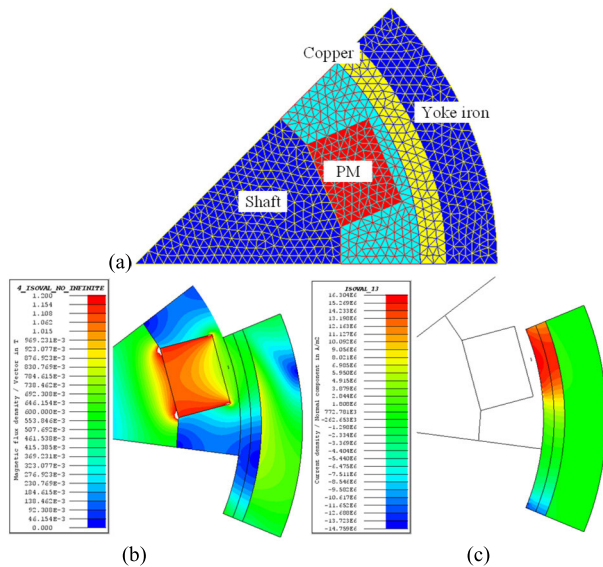 Copper
Yoke iron
PM
Shaft
(a)
4_ISOVAL_NO_INFINITE
Magnetic flux density / Vector in T
1.200
1.154
1.108
1.062
1.015
969.231E-3
923.077E-3
876.923E-3
830.769E-3
784.615E-3
738.462E-3
692.308E-3
646.154E-3
600.000E-3
553.846E-3
507.692E-3
461.538E-3
415.385E-3
369.231E-3
323.077E-3
276.923E-3
230.769E-3
184.615E-3
138.462E-3
92.308E-3
46.154E-3
0.000
(b)
ISOVAL_13
Current density / Normal component in A/m2
16.304E6
15.268E6
14.233E6
13.198E6
12.163E6
11.127E6
10.092E6
9.056E6
8.021E6
6.985E6
5.950E6
4.915E6
3.879E6
2.844E6
1.808E6
772.781E3
-262.653E3
-1.298E6
-2.334E6
-3.369E6
-4.404E6
-5.440E6
-6.475E6
-7.511E6
-8.546E6
-9.582E6
-10.617E6
-11.652E6
-12.688E6
-13.723E6
-14.759E6
(c)